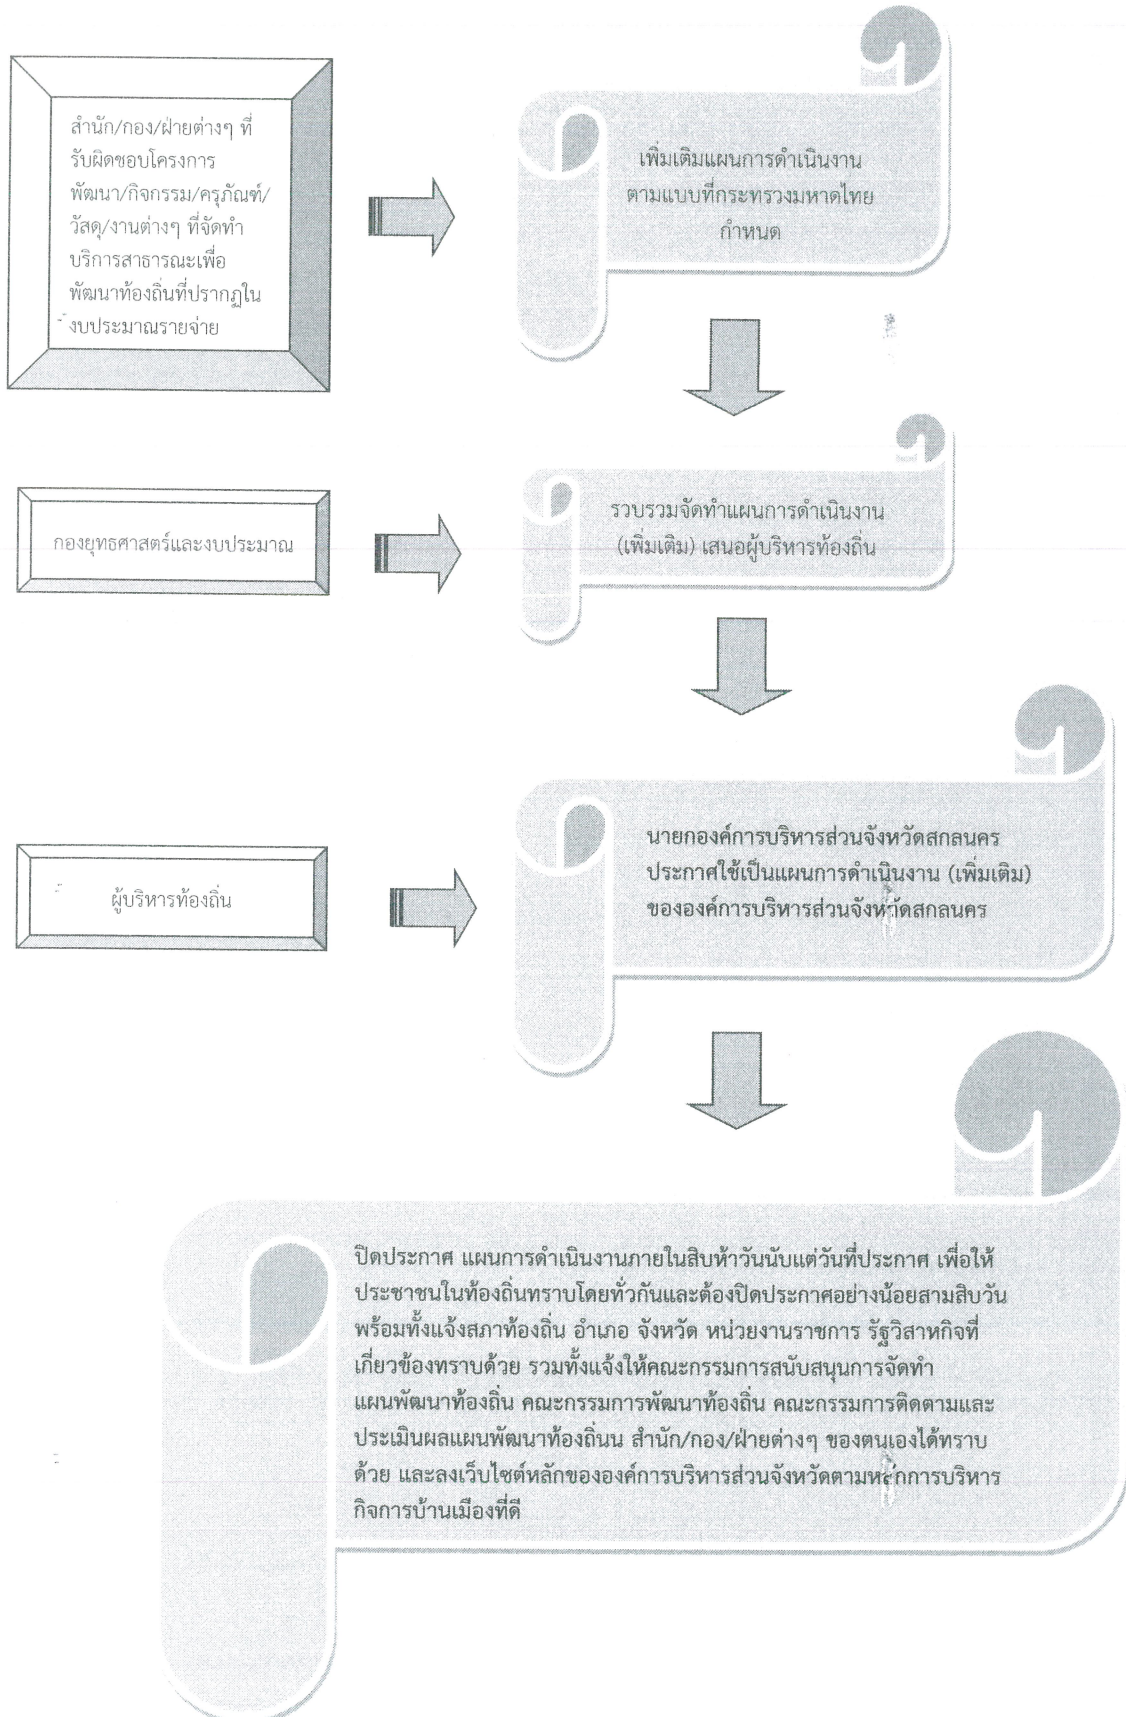 สำนัก/กอง/ฝ่ายต่างๆ ที่
รับผิดชอบโครงการ
พัฒนา/กิจกรรม/ครุภัณฑ์/
วัสดุ/งานต่างๆ ที่จัดทำ
บริการสาธารณะเพื่อ
พัฒนาท้องถิ่นที่ปรากฏใน
งบประมาณรายจ่าย
เพิ่มเติมแผนการดำเนินงาน
ตามแบบที่กระทรวงมหาดไทย
กำหนด
กองยุทธศาสตร์และงบประมาณ
รวบรวมจัดทำแผนการดำเนินงาน
(เพิ่มเติม) เสนอผู้บริหารท้องถิ่น
ผู้บริหารท้องถิ่น
นายกองค์การบริหารส่วนจังหวัดสกลนคร
ประกาศใช้เป็นแผนการดำเนินงาน (เพิ่มเติม)
ขององค์การบริหารส่วนจังหวัดสกลนคร
ปิดประกาศ แผนการดำเนินงานภายในสิบห้าวันนับแต่วันที่ประกาศ เพื่อให้
ประชาชนในท้องถิ่นทราบโดยทั่วกันและต้องปิดประกาศอย่างน้อยสามสิบวัน
พร้อมทั้งแจ้งสภาท้องถิ่น อำเภอ จังหวัด หน่วยงานราชการ รัฐวิสาหกิจที่
เกี่ยวข้องทราบด้วย รวมทั้งแจ้งให้คณะกรรมการสนับสนุนการจัดทำ
แผนพัฒนาท้องถิ่น คณะกรรมการพัฒนาท้องถิ่น คณะกรรมการติดตามและ
ประเมินผลแผนพัฒนาท้องถิ่นน สำนัก/กอง/ฝ่ายต่างๆ ของตนเองได้ทราบ
ด้วย และลงเว็บไซต์หลักขององค์การบริหารส่วนจังหวัดตามหลักการบริหาร
กิจการบ้านเมืองที่ดี